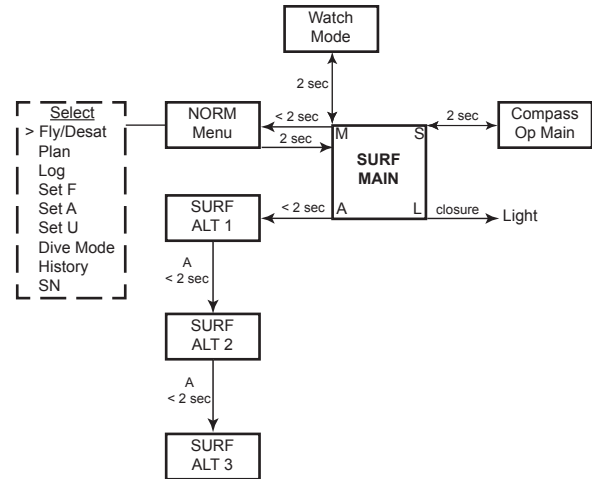 Watch
Mode
2 sec
Select
> Fly/Desat
Plan
Log
Set F
Set A
Set U
Dive Mode
History
SN
NORM
Menu
< 2 sec
2 sec
M
S
SURF
MAIN
A
L
2 sec
Compass
Op Main
SURF
ALT 1
< 2 sec
closure
Light
A
< 2 sec
SURF
ALT 2
A
< 2 sec
SURF
ALT 3